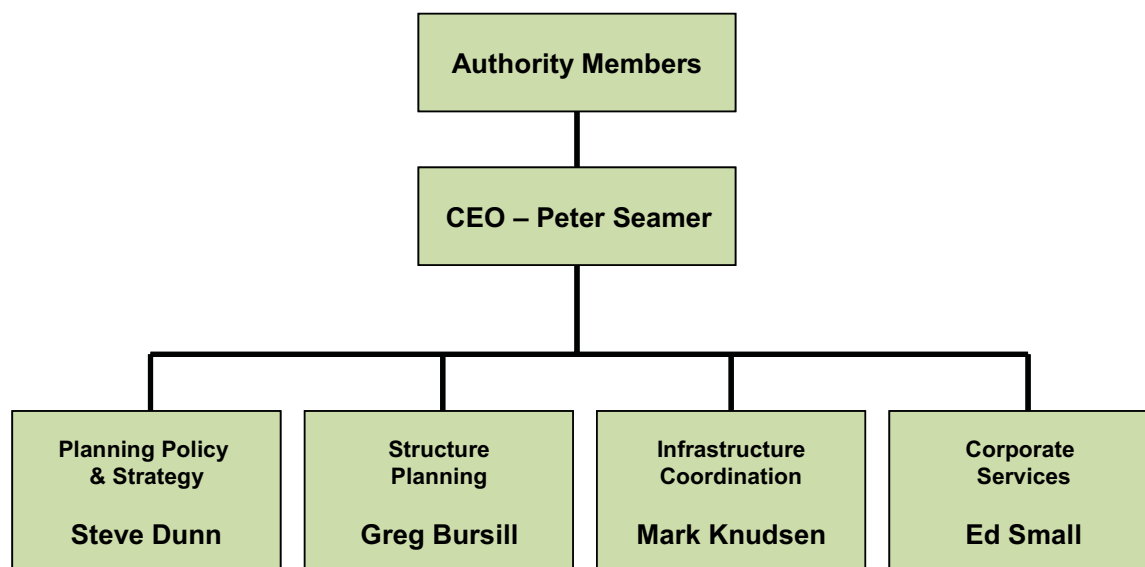 Authority Members
CEO – Peter Seamer
Planning Policy
& Strategy
Steve Dunn
Structure
Planning
Greg Bursill
Infrastructure
Coordination
Mark Knudsen
Corporate
Services
Ed Small